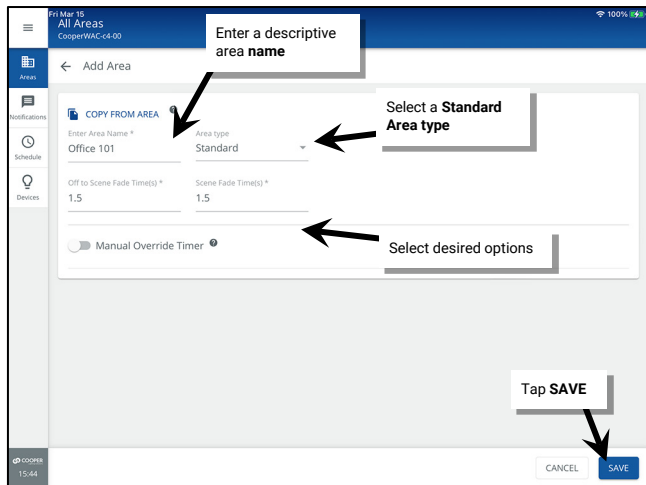 Fri Mar 15
100%
All Areas
CooperWAC-c4-00
Enter a descriptive
area name
Areas
Add Area
Notifications
COPY FROM AREA
Select a Standard
Area type
Enter Area Name *
Area type
Office 101
Standard
Schedule
Off to Scene Fade Time(s) *
Scene Fade Time(s) *
1.5
1.5
Devices
Manual Override Timer
Select desired options
Tap SAVE
COOPER
15:44
CANCEL
SAVE